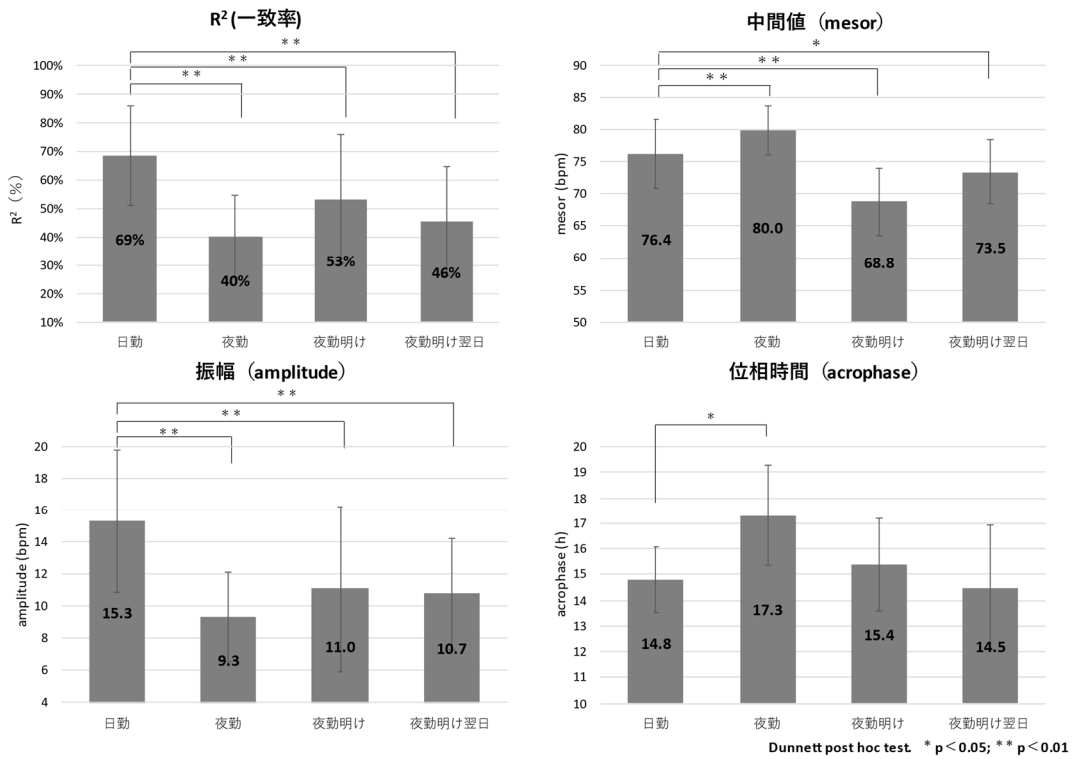 R² (一致率)
** 
** 
** 
100%
90%
80%
70%
60%
50%
40%
30%
20%
10%
R² (%)
69%
40%
53%
46%
日勤
夜勤
夜勤明け
夜勤明け翌日
中間値（mesor)
*
**
**
90
85
80
75
70
65
60
55
50
mesor (bpm)
76.4
80.0
68.8
73.5
日勤
夜勤
夜勤明け
夜勤明け翌日
振幅（amplitude）
**
**
**
20
18
16
14
12
10
8
6
4
amplitude (bpm)
15.3
9.3
11.0
10.7
日勤
夜勤
夜勤明け
夜勤明け翌日
位相時間（acrophase）
*
20
19
18
17
16
15
14
13
12
11
10
acrophase (h)
14.8
17.3
15.4
14.5
日勤
夜勤
夜勤明け
夜勤明け翌日
Dunnett post hoc test. *p＜0.05; **p＜0.01